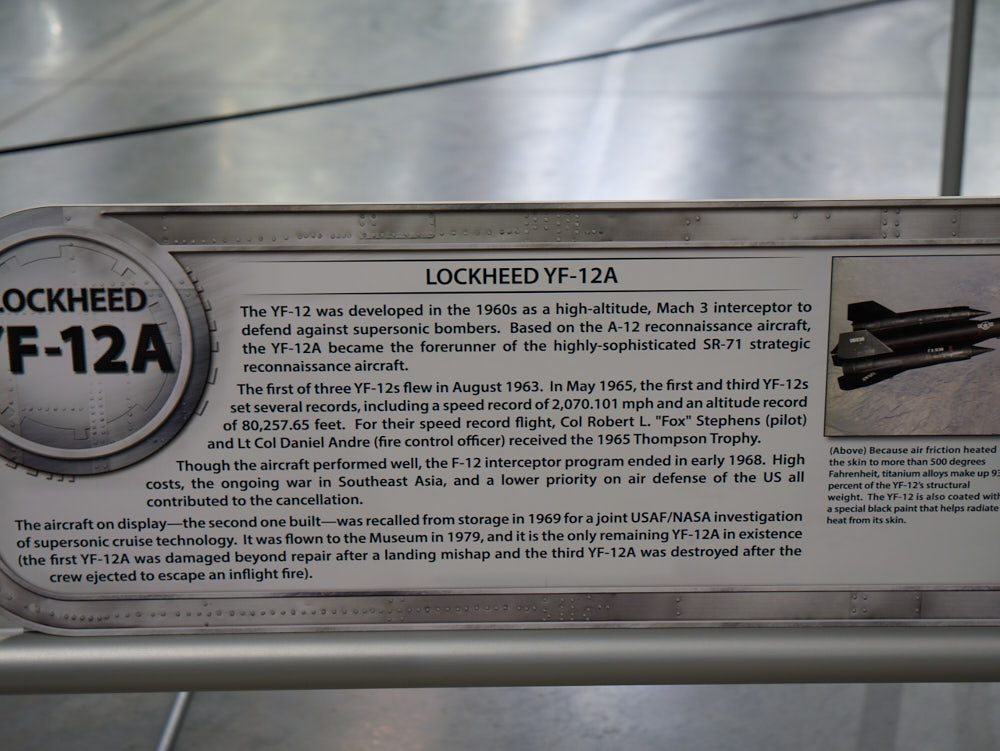 LOCKHEED
YF-12A
LOCKHEED YF-12A
The YF-12 was developed in the 1960s as a high-altitude, Mach 3 interceptor to
defend against supersonic bombers. Based on the A-12 reconnaissance aircraft,
the YF-12A became the forerunner of the highly-sophisticated SR-71 strategic
reconnaissance aircraft.
The first of three YF-12s flew in August 1963. In May 1965, the first and third YF-12s
set several records, including a speed record of 2,070.101 mph and an altitude record
of 80,257.65 feet. For their speed record flight, Col Robert L. "Fox" Stephens (pilot)
and Lt Col Daniel Andre (fire control officer) received the 1965 Thompson Trophy.
Though the aircraft performed well, the F-12 interceptor program ended in early 1968. High
costs, the ongoing war in Southeast Asia, and a lower priority on air defense of the US all
contributed to the cancellation.
The aircraft on display—the second one built—was recalled from storage in 1969 for a joint USAF/NASA investigation
of supersonic cruise technology. It was flown to the Museum in 1979, and it is the only remaining YF-12A in existence
(the first YF-12A was damaged beyond repair after a landing mishap and the third YF-12A was destroyed after the
crew ejected to escape an inflight fire).
(Above) Because air friction heated
the skin to more than 500 degrees
Fahrenheit, titanium alloys make up 93
percent of the YF-12's structural
weight. The YF-12 is also coated with
a special black paint that helps radiate
heat from its skin.